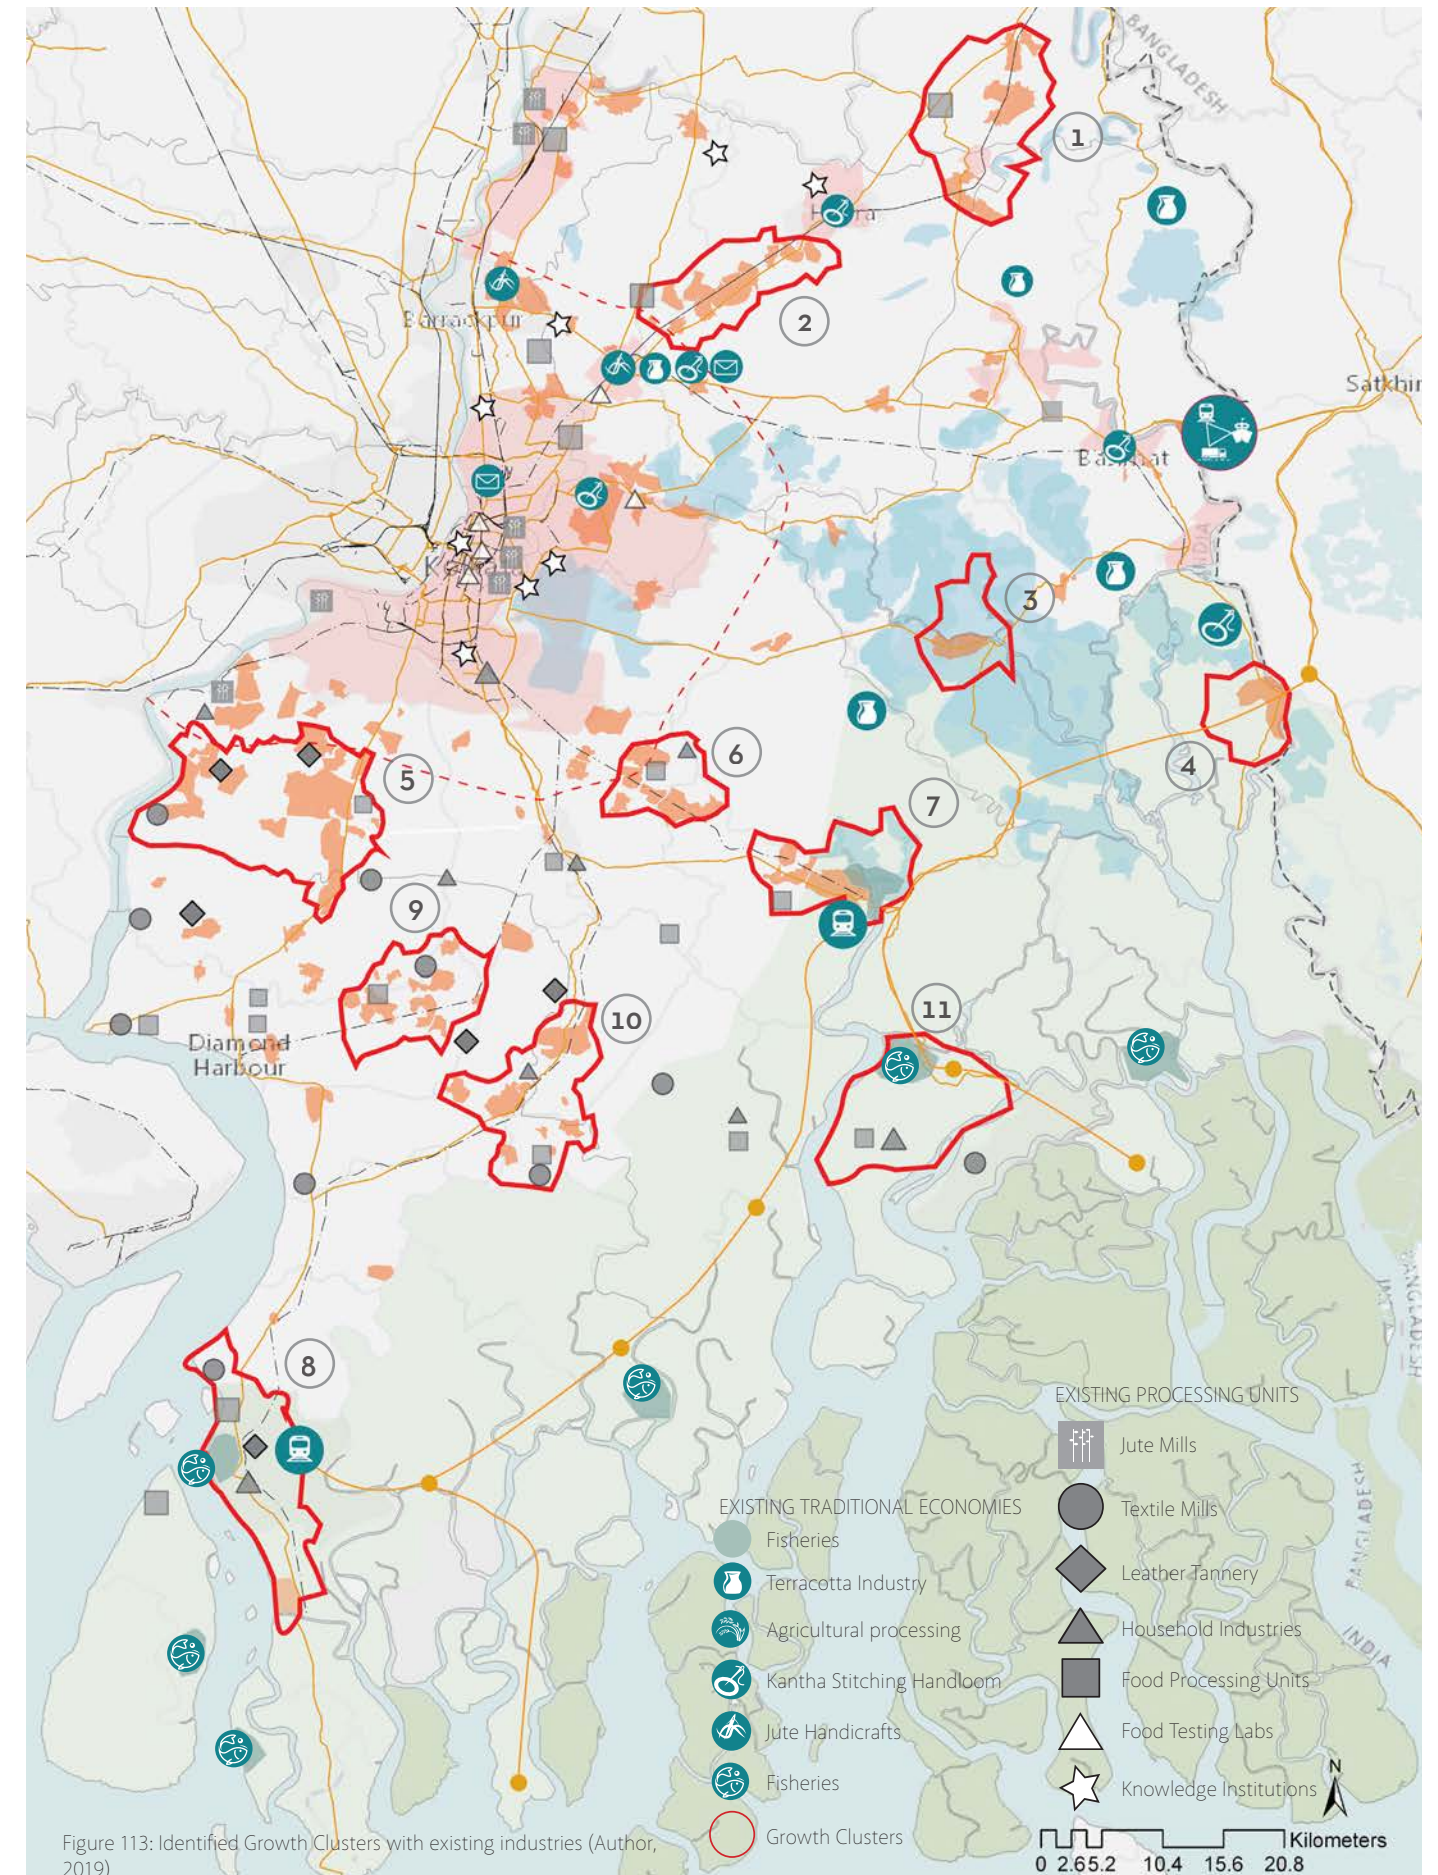 BANGLADESH
1
2
Barrackpur
Satkhir
3
4
5
6
7
9
10
11
Diamond
Harbour
8
INDIA
BANGLADESH
INDIA
EXISTING TRADITIONAL ECONOMIES
Fisheries
Terracotta Industry
Agricultural processing
Kantha Stitching Handloom
Jute Handicrafts
Fisheries
Growth Clusters
EXISTING PROCESSING UNITS
Jute Mills
Textile Mills
Leather Tannery
Household Industries
Food Processing Units
Food Testing Labs
Knowledge Institutions
N
Kilometers
0 2.6 5.2 10.4 15.6 20.8
Figure 113: Identified Growth Clusters with existing industries (Author,
2019)